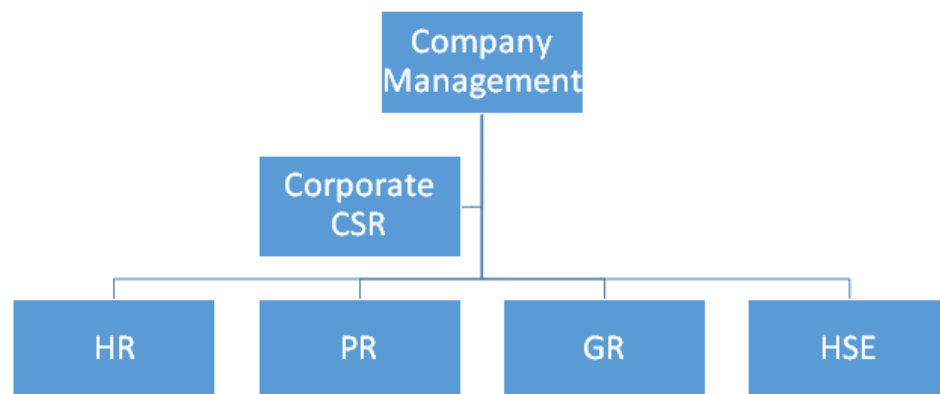 Company
Management
Corporate
CSR
HR
PR
GR
HSE